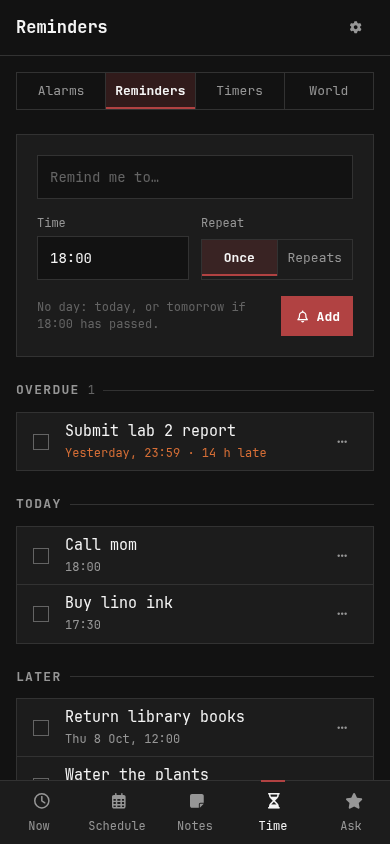 Reminders
Alarms
Reminders
Timers
World
Remind me to…
Time
Repeat
18:00
Once
Repeats
No day: today, or tomorrow if
18:00 has passed.
Add
OVERDUE 1
Submit lab 2 report
Yesterday, 23:59 · 14 h late
TODAY
Call mom
18:00
Buy lino ink
17:30
LATER
Return library books
Thu 8 Oct, 12:00
Water the plants
Now
Schedule
Notes
Time
Ask